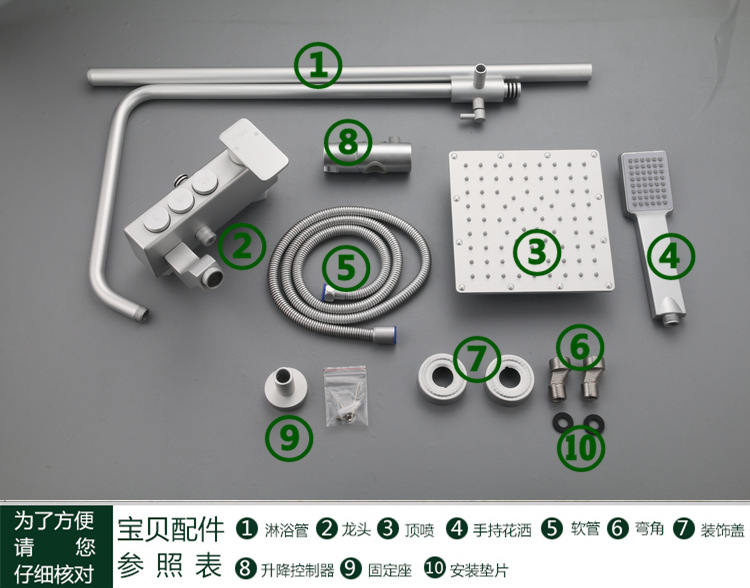 ①
⑧
②
⑤
③
④
⑦
⑥
⑨
⑩
为了方便
请 您
仔细核对
宝贝配件
参照表
① 淋浴管 ② 龙头 ③ 顶喷 ④ 手持花洒 ⑤ 软管 ⑥ 弯角 ⑦ 装饰盖
⑧ 升降控制器 ⑨ 固定座 ⑩ 安装垫片